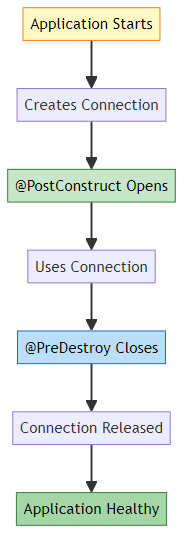 Application Starts
Creates Connection
@PostConstruct Opens
Uses Connection
@PreDestroy Closes
Connection Released
Application Healthy